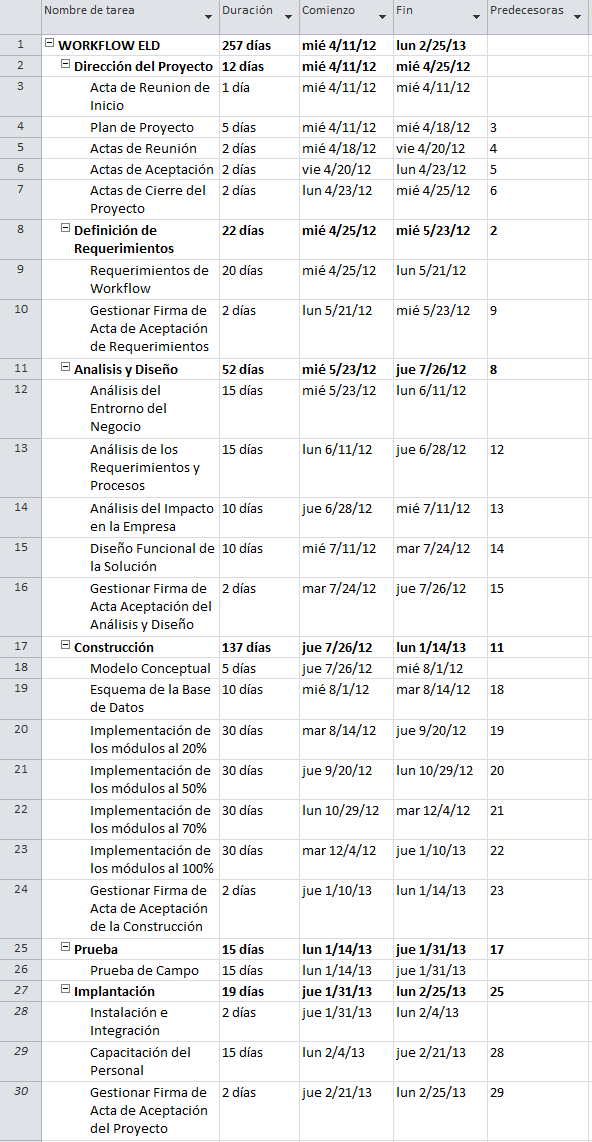 Nombre de tarea Duración Comienzo Fin Predecesoras
1 WORKFLOW ELD 257 días mié 4/11/12 lun 2/25/13
2 Dirección del Proyecto 12 días mié 4/11/12 mié 4/25/12
3 Acta de Reunion de 1 día mié 4/11/12 mié 4/11/12
Inicio
4 Plan de Proyecto 5 días mié 4/11/12 mié 4/18/12 3
5 Actas de Reunión 2 días mié 4/18/12 vie 4/20/12 4
6 Actas de Aceptación 2 días vie 4/20/12 lun 4/23/12 5
7 Actas de Cierre del 2 días lun 4/23/12 mié 4/25/12 6
Proyecto
8 Definición de 22 días mié 4/25/12 mié 5/23/12 2
Requerimientos
9 Requerimientos de 20 días mié 4/25/12 lun 5/21/12
Workflow
10 Gestionar Firma de 2 días lun 5/21/12 mié 5/23/12 9
Acta de Aceptación
de Requerimientos
11 Analisis y Diseño 52 días mié 5/23/12 jue 7/26/12 8
12 Análisis del 15 días mié 5/23/12 lun 6/11/12
Entorno del
Negocio
13 Análisis de los 15 días lun 6/11/12 jue 6/28/12 12
Requerimientos y
Procesos
14 Análisis del Impacto 10 días jue 6/28/12 mié 7/11/12 13
en la Empresa
15 Diseño Funcional de 10 días mié 7/11/12 mar 7/24/12 14
la Solución
16 Gestionar Firma de 2 días mar 7/24/12 jue 7/26/12 15
Acta Aceptación del
Análisis y Diseño
17 Construcción 137 días jue 7/26/12 lun 1/14/13 11
18 Modelo Conceptual 5 días jue 7/26/12 mié 8/1/12
19 Esquema de la Base 10 días mié 8/1/12 mar 8/14/12 18
de Datos
20 Implementación de 30 días mar 8/14/12 jue 9/20/12 19
los módulos al 20%
21 Implementación de 30 días jue 9/20/12 lun 10/29/12 20
los módulos al 50%
22 Implementación de 30 días lun 10/29/12 mar 12/4/12 21
los módulos al 70%
23 Implementación de 30 días mar 12/4/12 jue 1/10/13 22
los módulos al 100%
24 Gestionar Firma de 2 días jue 1/10/13 lun 1/14/13 23
Acta de Aceptación
de la Construcción
25 Prueba 15 días lun 1/14/13 jue 1/31/13 17
26 Prueba de Campo 15 días lun 1/14/13 jue 1/31/13
27 Implantación 19 días jue 1/31/13 lun 2/25/13 25
28 Instalación e 2 días jue 1/31/13 lun 2/4/13
Integración
29 Capacitación del 15 días lun 2/4/13 jue 2/21/13 28
Personal
30 Gestionar Firma de 2 días jue 2/21/13 lun 2/25/13 29
Acta de Aceptación
del Proyecto